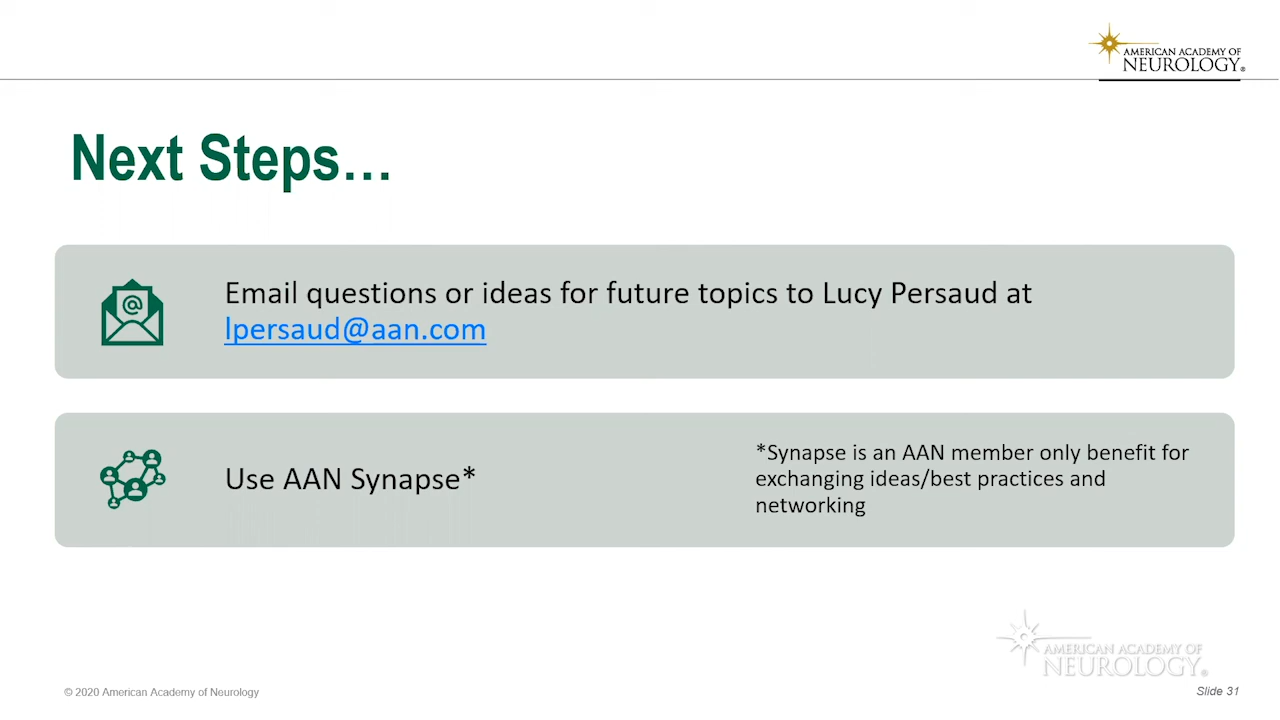 AMERICAN ACADEMY OF
NEUROLOGY®
Next Steps…
Email questions or ideas for future topics to Lucy Persaud at
lpersaud@aan.com
Use AAN Synapse*
*Synapse is an AAN member only benefit for
exchanging ideas/best practices and
networking
AMERICAN ACADEMY OF
NEUROLOGY®
© 2020 American Academy of Neurology
Slide 31